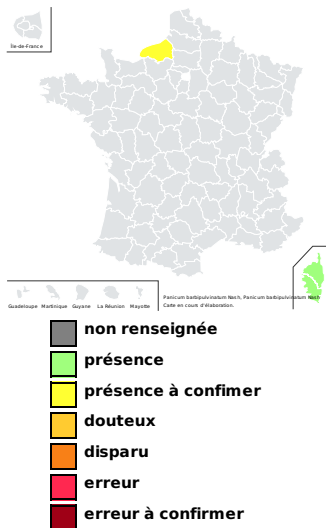 Île-de-France
Guadeloupe Martinique Guyane La Réunion Mayotte
Panicum barbipulvinatum Nash, Panicum barbipulvinatum Nash
Carte en cours d'élaboration.
non renseignée
présence
présence à confimer
douteux
disparu
erreur
erreur à confirmer